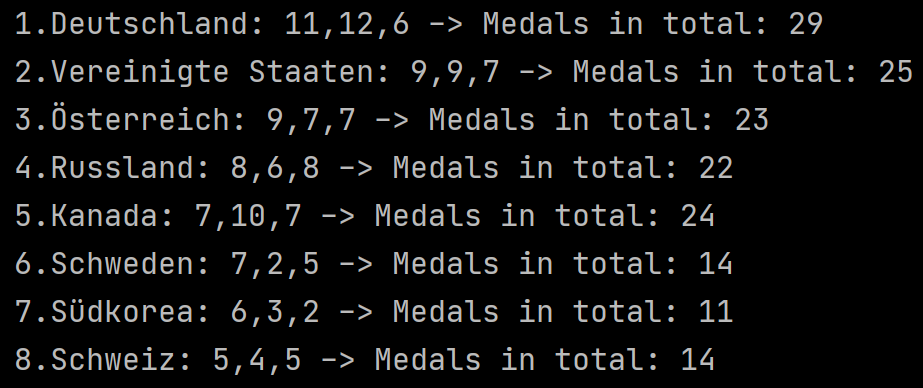 1.Deutschland: 11,12,6 -> Medals in total: 29
2.Vereinigte Staaten: 9,9,7 -> Medals in total: 25
3.Österreich: 9,7,7 -> Medals in total: 23
4.Russland: 8,6,8 -> Medals in total: 22
5.Kanada: 7,10,7 -> Medals in total: 24
6.Schweden: 7,2,5 -> Medals in total: 14
7.Südkorea: 6,3,2 -> Medals in total: 11
8.Schweiz: 5,4,5 -> Medals in total: 14